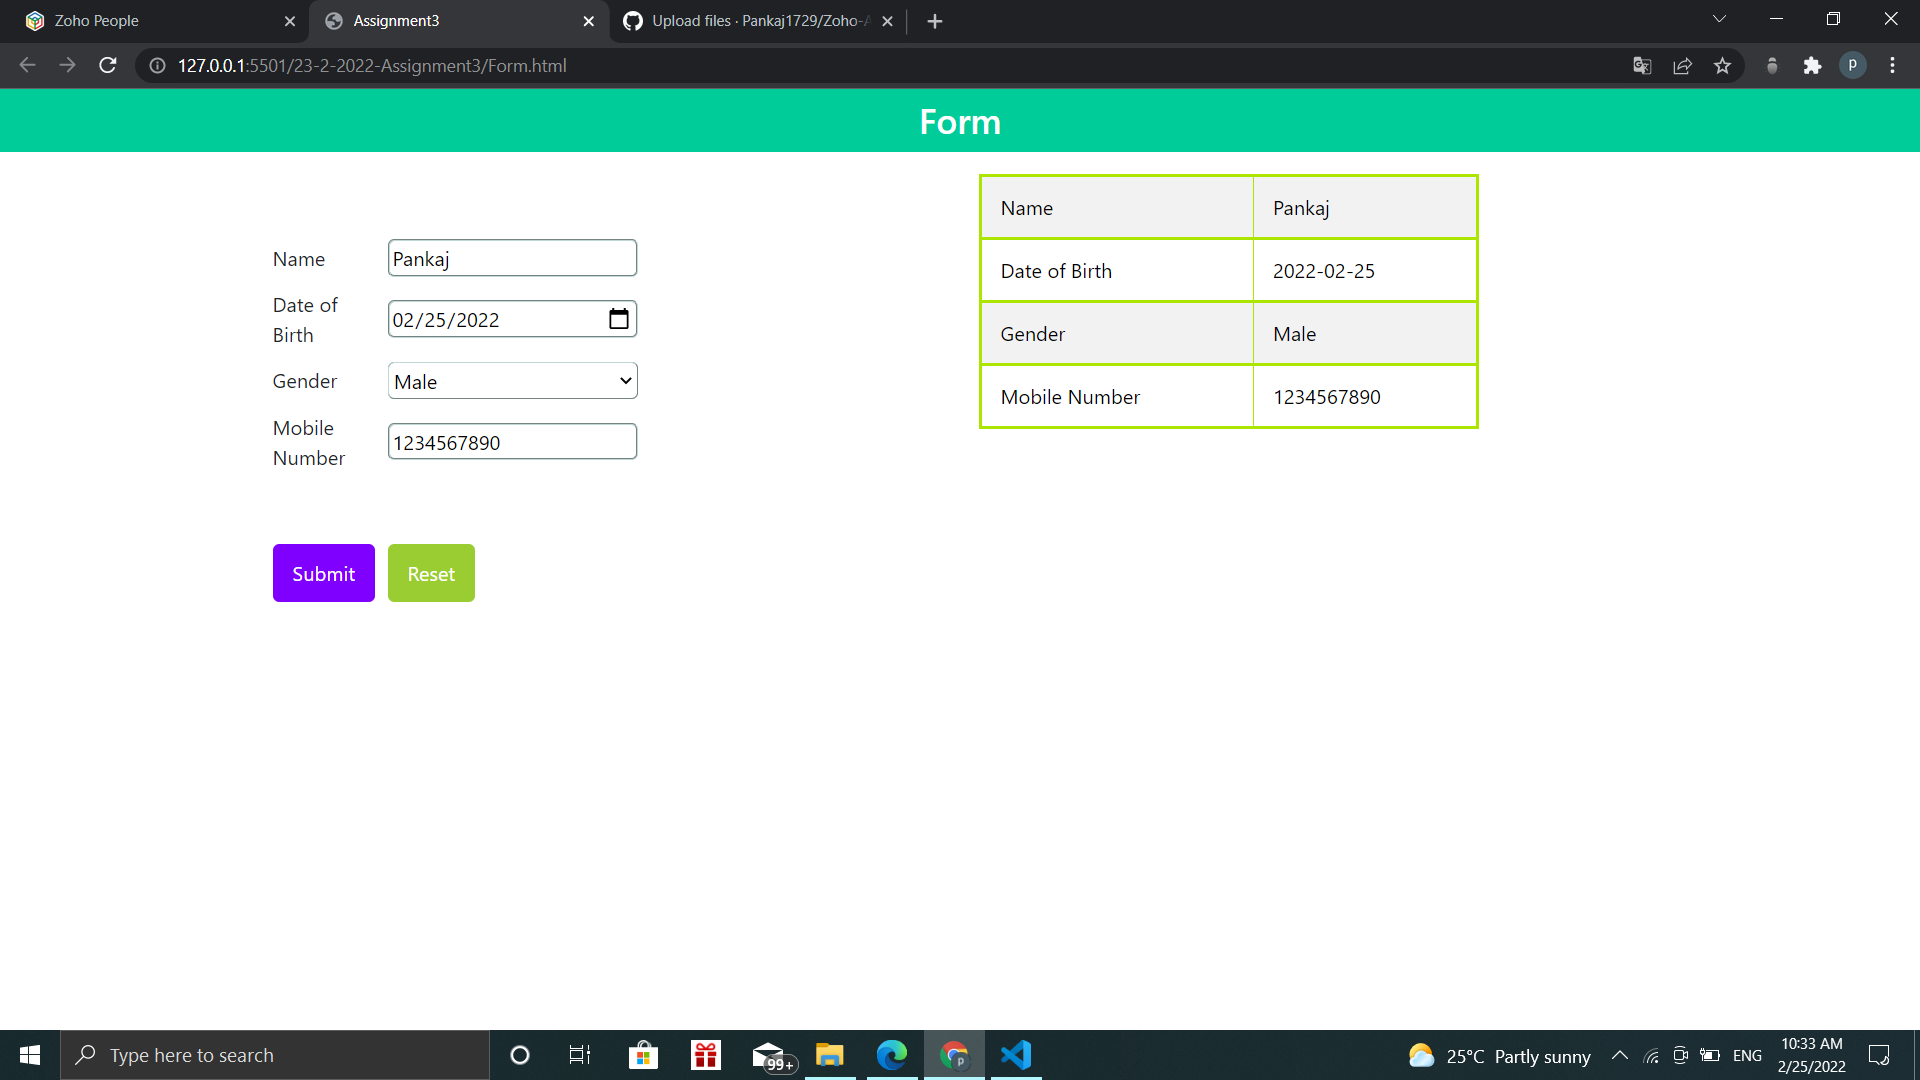 Zoho People
Assignment3
Upload files · Pankaj1729/Zoho-A
127.0.0.1:5501/23-2-2022-Assignment3/Form.html
P
Form
Name
Pankaj
Date of
Birth
02/25/2022
Gender
Male
Mobile
Number
1234567890
Submit
Reset
Name
Pankaj
Date of Birth
2022-02-25
Gender
Male
Mobile Number
1234567890
Type here to search
99+
P
25°C Partly sunny
ENG
10:33 AM
2/25/2022